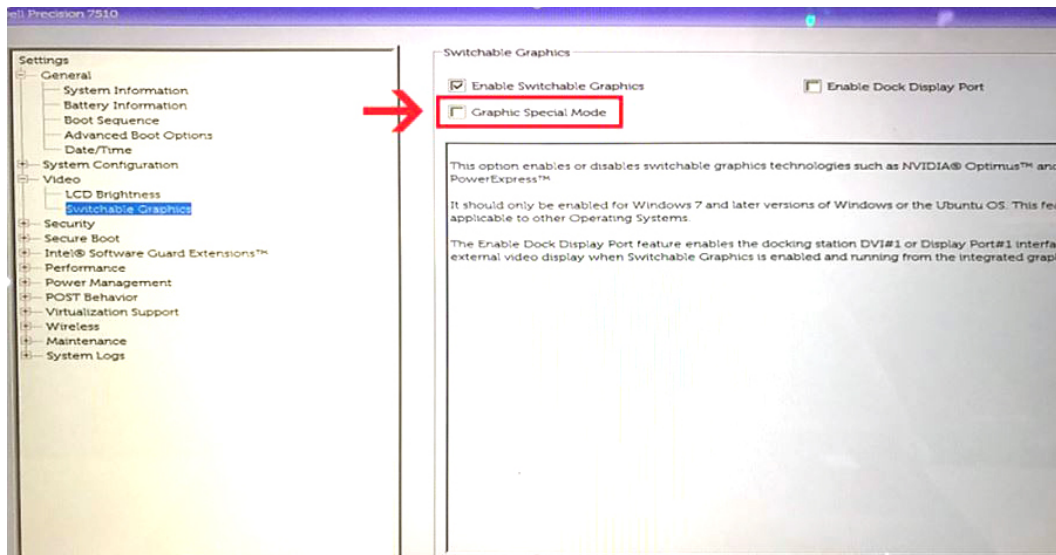 ell Precision 7510
Settings
General
System Information
Battery Information
Boot Sequence
Advanced Boot Options
Date/Time
System Configuration
Video
LCD Brightness
Switchable Graphics
Security
Secure Boot
Intel® Software Guard Extensions™
Performance
Power Management
POST Behavior
Virtualization Support
Wireless
Maintenance
System Logs
Switchable Graphics
Enable Switchable Graphics
Enable Dock Display Port
Graphic Special Mode
This option enables or disables switchable graphics technologies such as NVIDIA® Optimus™ and
PowerExpress™
It should only be enabled for Windows 7 and later versions of Windows or the Ubuntu OS. This fea
applicable to other Operating Systems.
The Enable Dock Display Port feature enables the docking station DVI#1 or Display Port#1 interfa
external video display when Switchable Graphics is enabled and running from the integrated grap